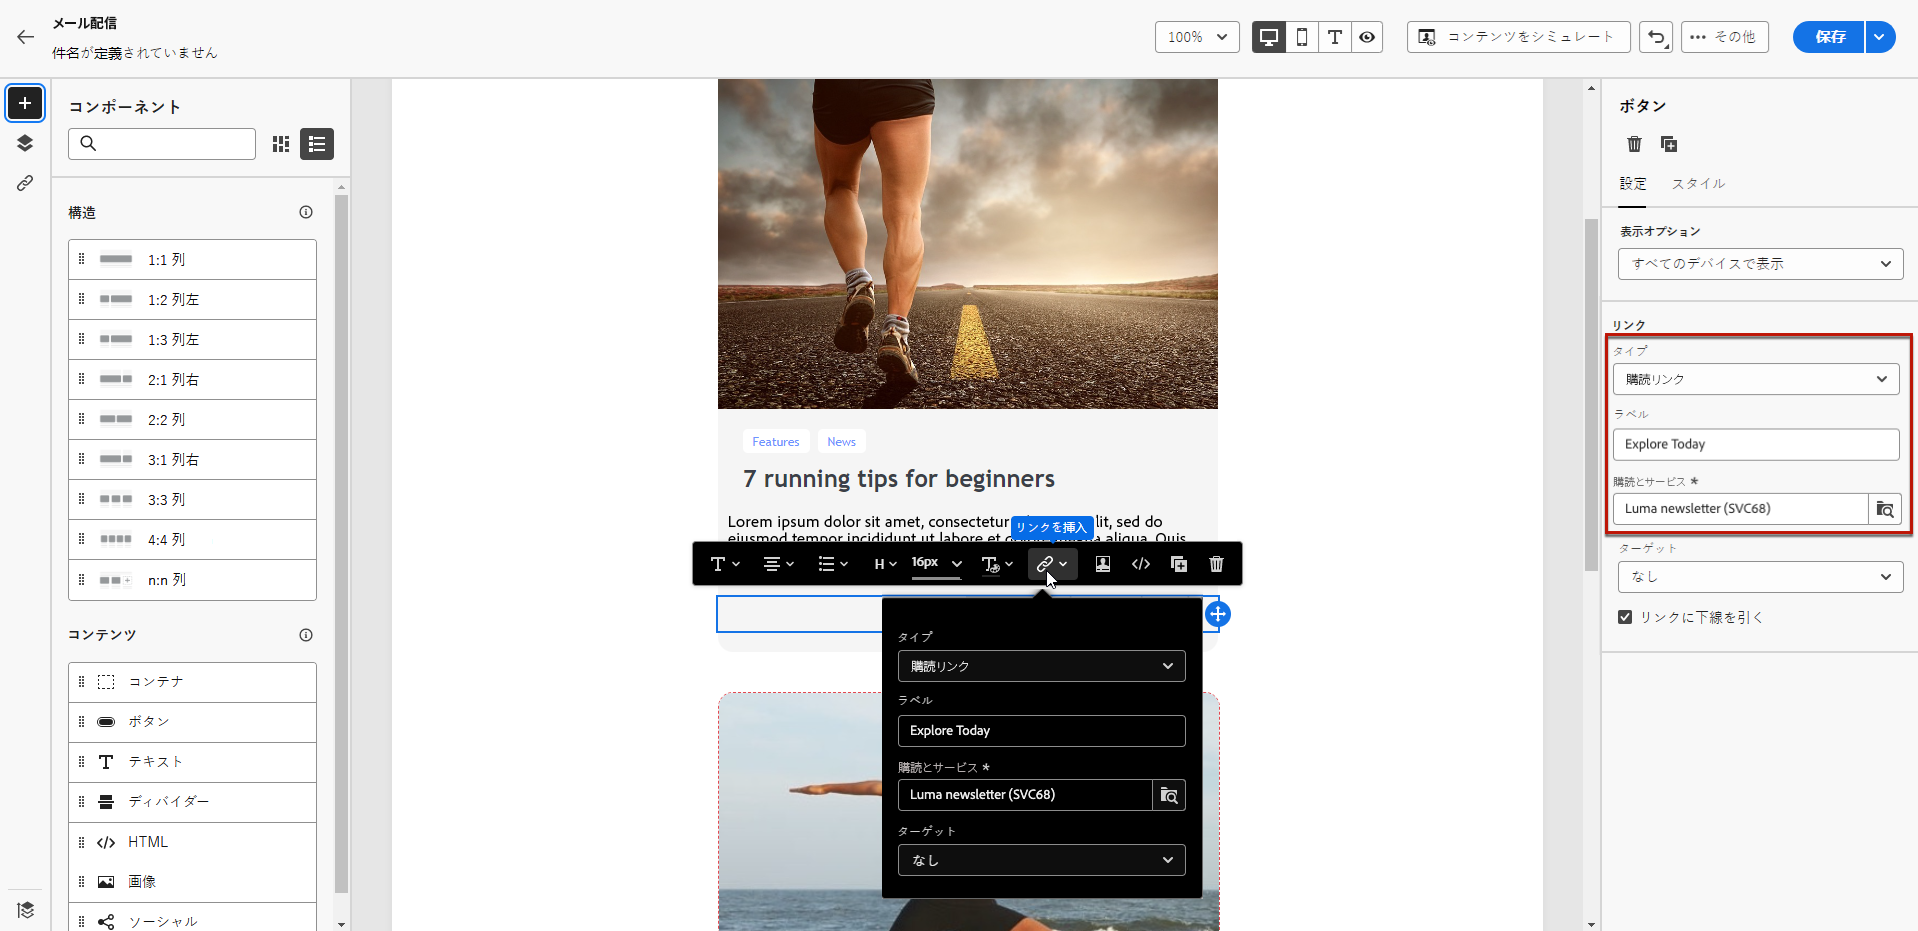 メール配信
件名が定義されていません
100%
コンテンツをシミュレート
その他
保存
コンポーネント
構造
1:1 列
1:2 列左
1:3 列左
2:1 列右
2:2 列
3:1 列右
3:3 列
4:4 列
n:n 列
コンテンツ
コンテナ
ボタン
テキスト
ディバイダー
HTML
画像
ソーシャル
Features
News
7 running tips for beginners
Lorem ipsum dolor sit amet, consectetur
lit, sed do
eiusmod tempor incididunt ut labore et
aliqua. Quis
リンクを挿入
H
16px
タイプ
購読リンク
ラベル
Explore Today
購読とサービス *
Luma newsletter (SVC68)
ターゲット
なし
ボタン
設定
スタイル
表示オプション
すべてのデバイスで表示
リンク
タイプ
購読リンク
ラベル
Explore Today
購読とサービス *
Luma newsletter (SVC68)
ターゲット
なし
リンクに下線を引く